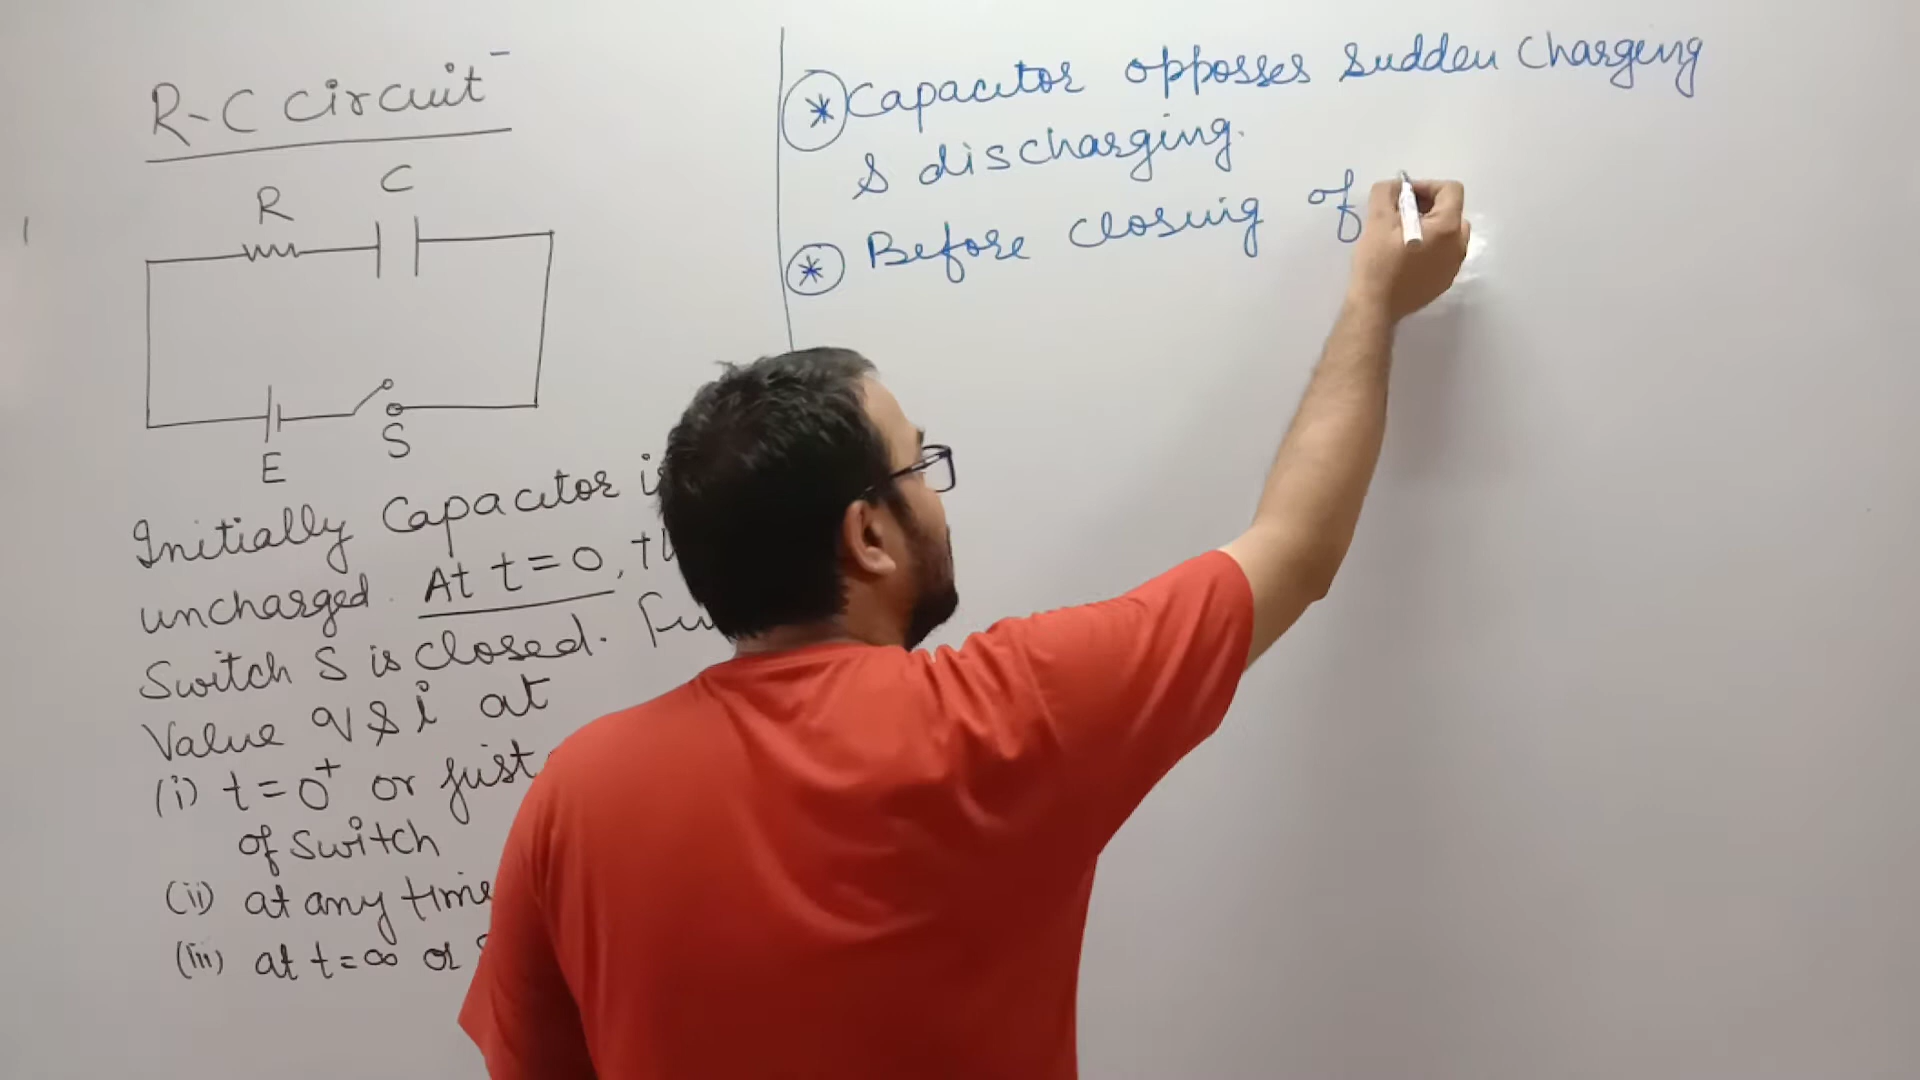 R-C Circuit-
R
C
E
S
Initially Capacitor
uncharged. At t=0,
Switch S is closed.
Value q & i at
(i) t=0+ or just
of switch
(ii) at any time
(iii) at t=∞ or
* Capacitor opposses sudden charging
& discharging.
* Before closing of